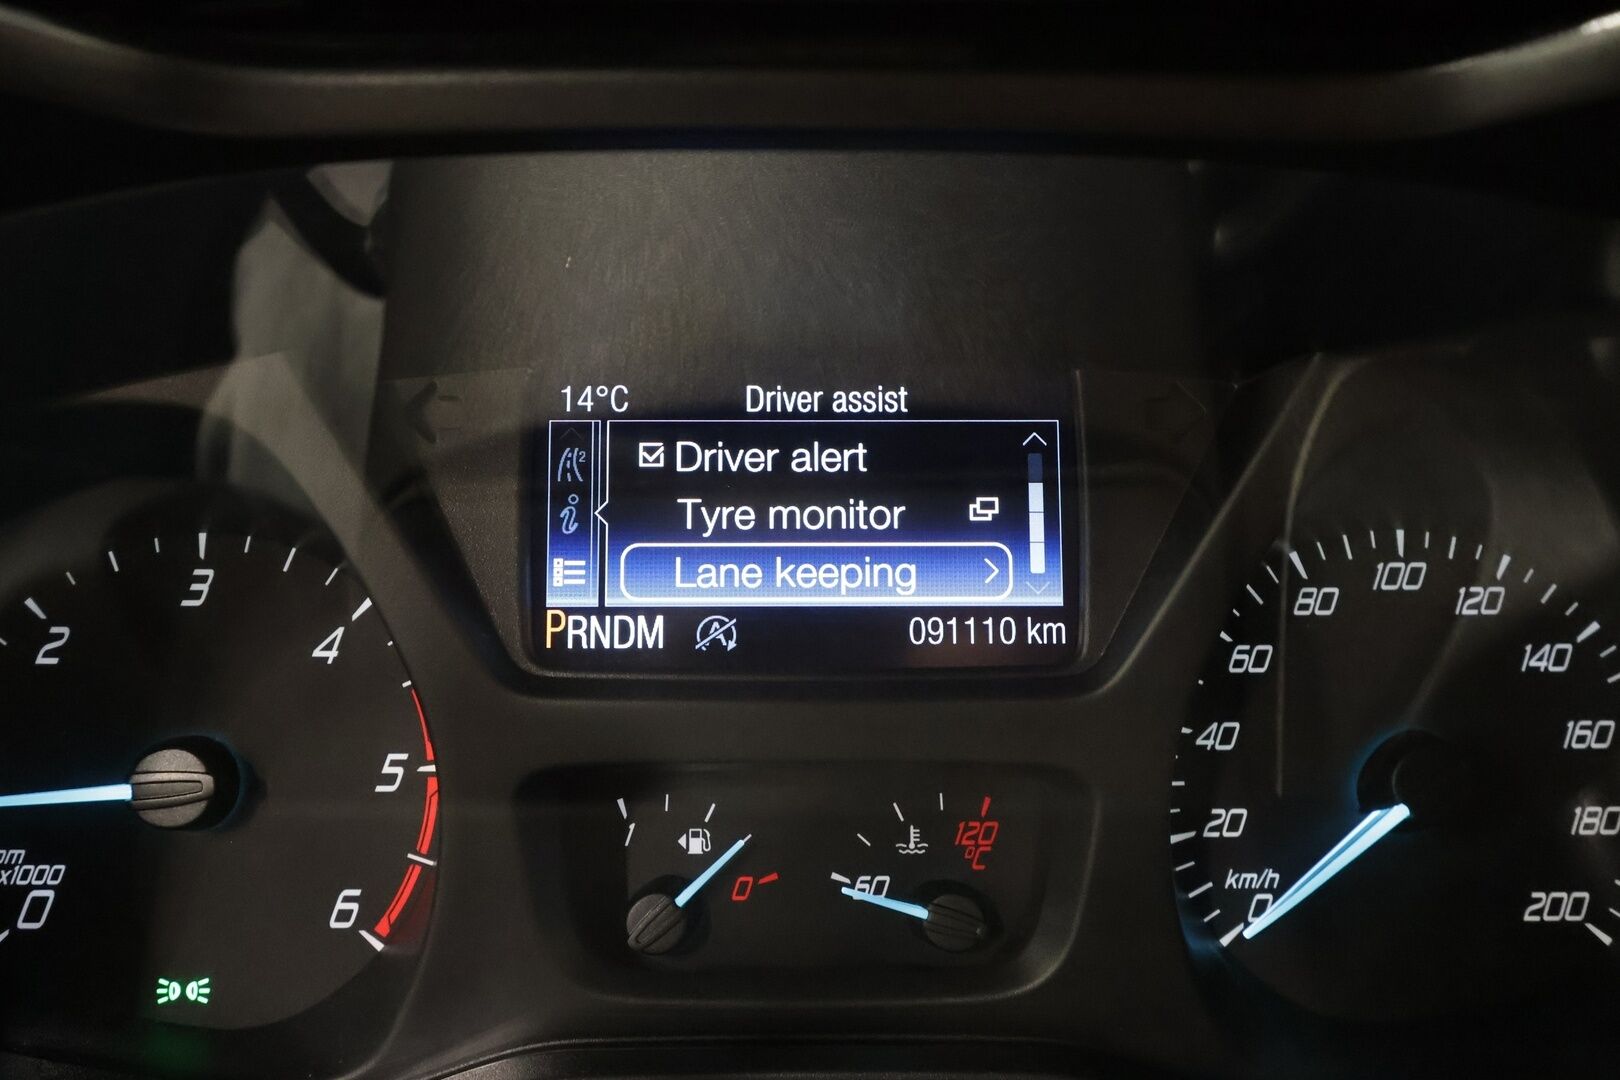 14°C Driver assist
Driver alert
Tyre monitor
Lane keeping
PRNDM A 091110 km
2 3 4 5 6
x1000
0
1 0
60 120
°C
0 20 40 60 80 100 120 140 160 180 200
km/h